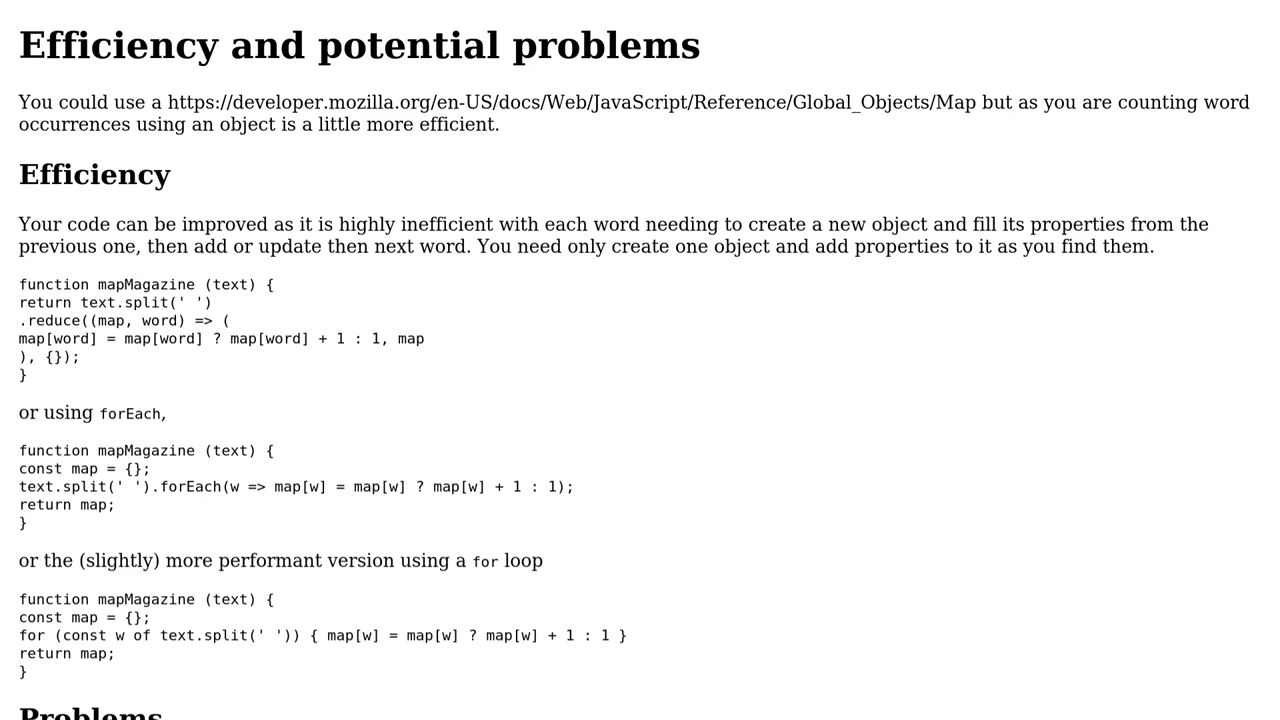 Efficiency and potential problems
You could use a https://developer.mozilla.org/en-US/docs/Web/JavaScript/Reference/Global_Objects/Map but as you are counting word
occurrences using an object is a little more efficient.
Efficiency
Your code can be improved as it is highly inefficient with each word needing to create a new object and fill its properties from the
previous one, then add or update then next word. You need only create one object and add properties to it as you find them.
function mapMagazine (text) {
return text.split(' ')
.reduce((map, word) => (
map[word] = map[word] ? map[word] + 1 : 1, map
), {});
}
or using forEach,
function mapMagazine (text) {
const map = {};
text.split(' ').forEach(w => map[w] = map[w] ? map[w] + 1 : 1);
return map;
}
or the (slightly) more performant version using a for loop
function mapMagazine (text) {
const map = {};
for (const w of text.split(' ')) { map[w] = map[w] ? map[w] + 1 : 1 }
return map;
}
Problems